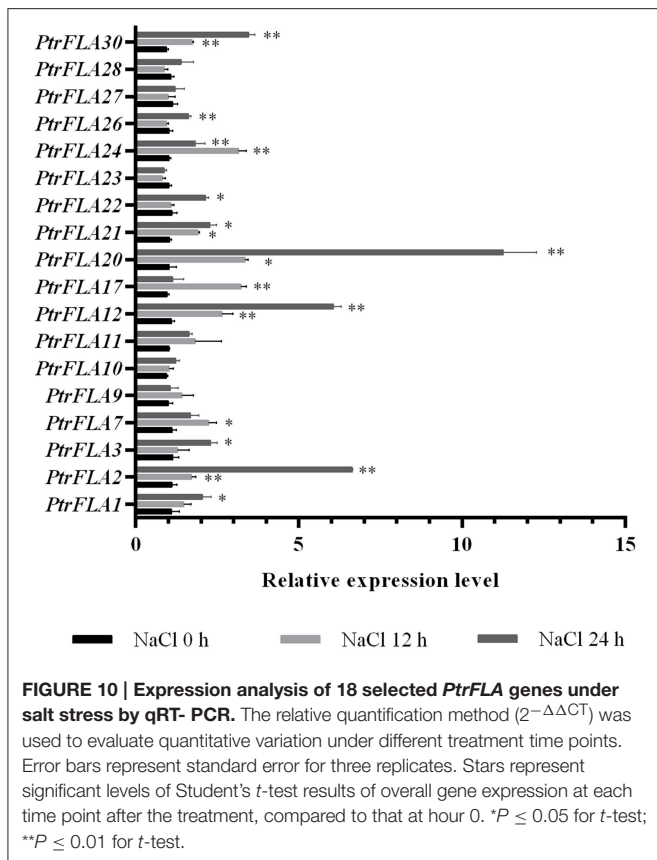 PtrFLA30 **
**
PtrFLA28
PtrFLA27
PtrFLA26 **
PtrFLA24 **
**
PtrFLA23
PtrFLA22 *
PtrFLA21 *
*
PtrFLA20 **
*
PtrFLA17 **
PtrFLA12 **
**
PtrFLA11
PtrFLA10
PtrFLA9
PtrFLA7 *
PtrFLA3 *
PtrFLA2 **
**
PtrFLA1 *
0 5 10 15
Relative expression level
NaCl 0 h NaCl 12 h NaCl 24 h
FIGURE 10 | Expression analysis of 18 selected PtrFLA genes under
salt stress by qRT- PCR. The relative quantification method (2−ΔΔCT) was
used to evaluate quantitative variation under different treatment time points.
Error bars represent standard error for three replicates. Stars represent
significant levels of Student's t-test results of overall gene expression at each
time point after the treatment, compared to that at hour 0. *P ≤ 0.05 for t-test;
**P ≤ 0.01 for t-test.